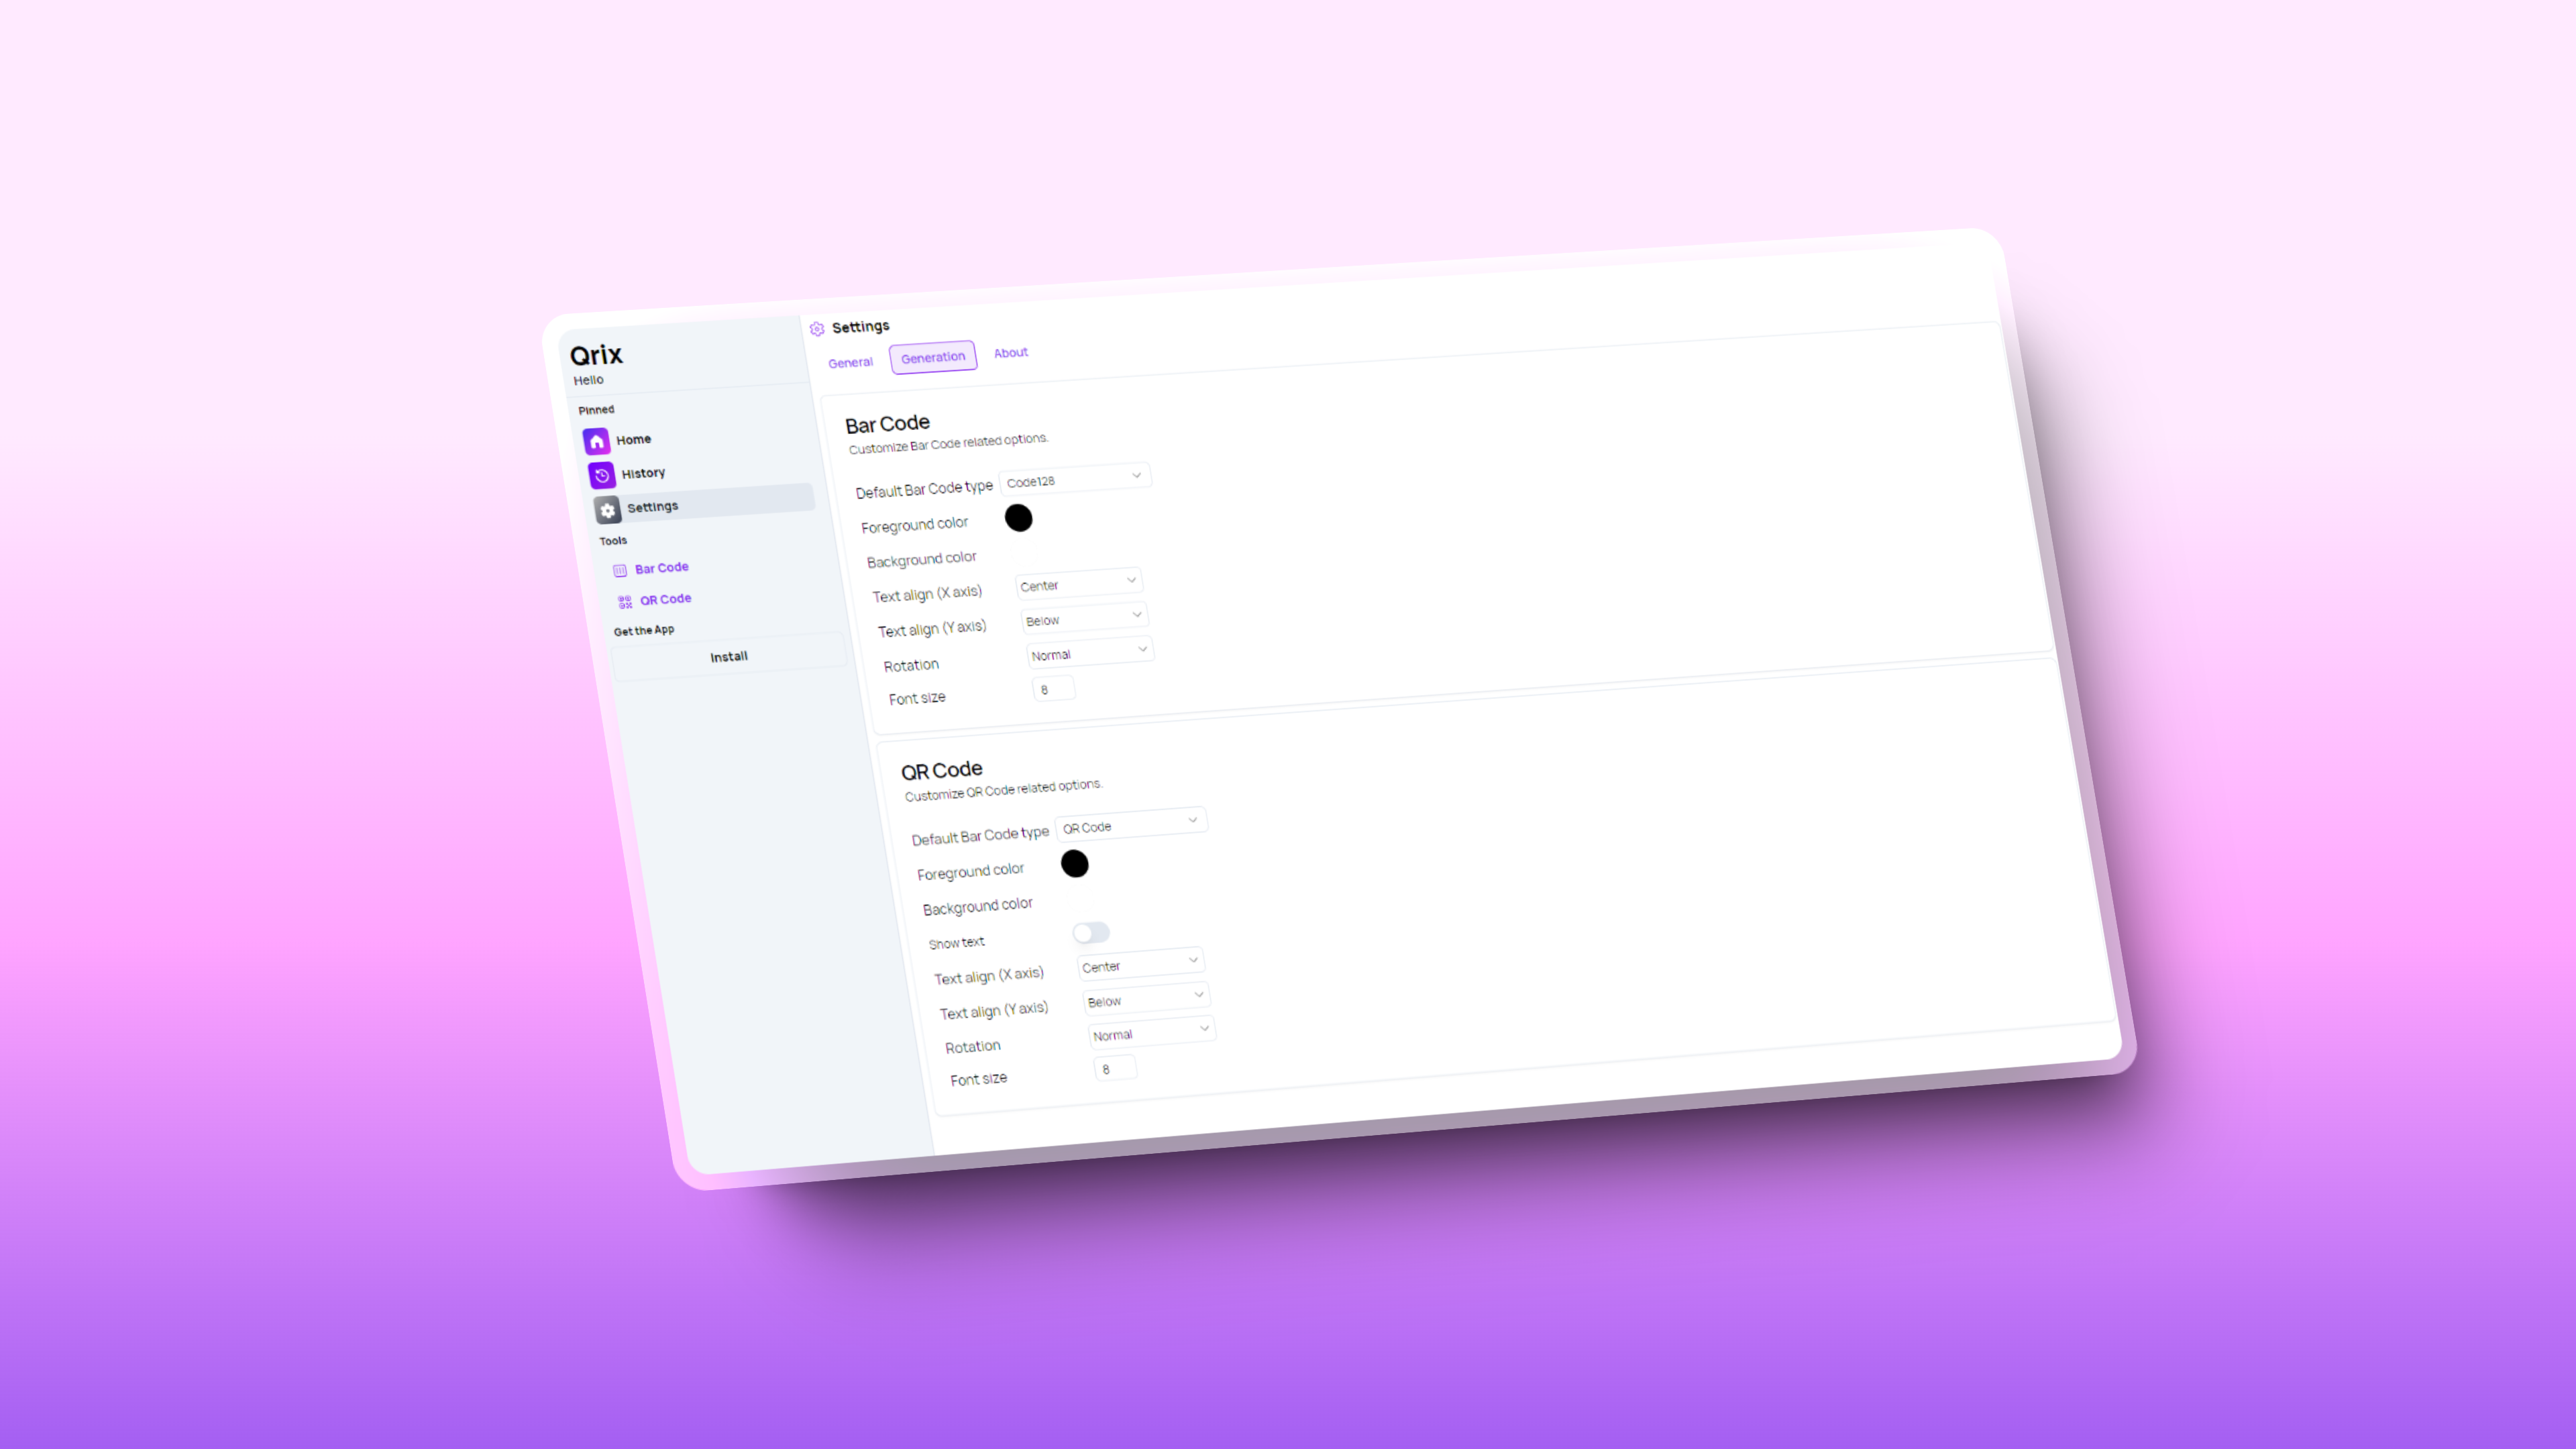 Qrix
Hello
Pinned
Home
History
Settings
Tools
Bar Code
QR Code
Get the App
Install
Settings
General Generation About
Bar Code
Customize Bar Code related options.
Default Bar Code type Code128
Foreground color
Background color
Text align (X axis) Center
Text align (Y axis) Below
Rotation Normal
Font size 8
QR Code
Customize QR Code related options.
Default Bar Code type QR Code
Foreground color
Background color
Show text
Text align (X axis) Center
Text align (Y axis) Below
Rotation Normal
Font size 8